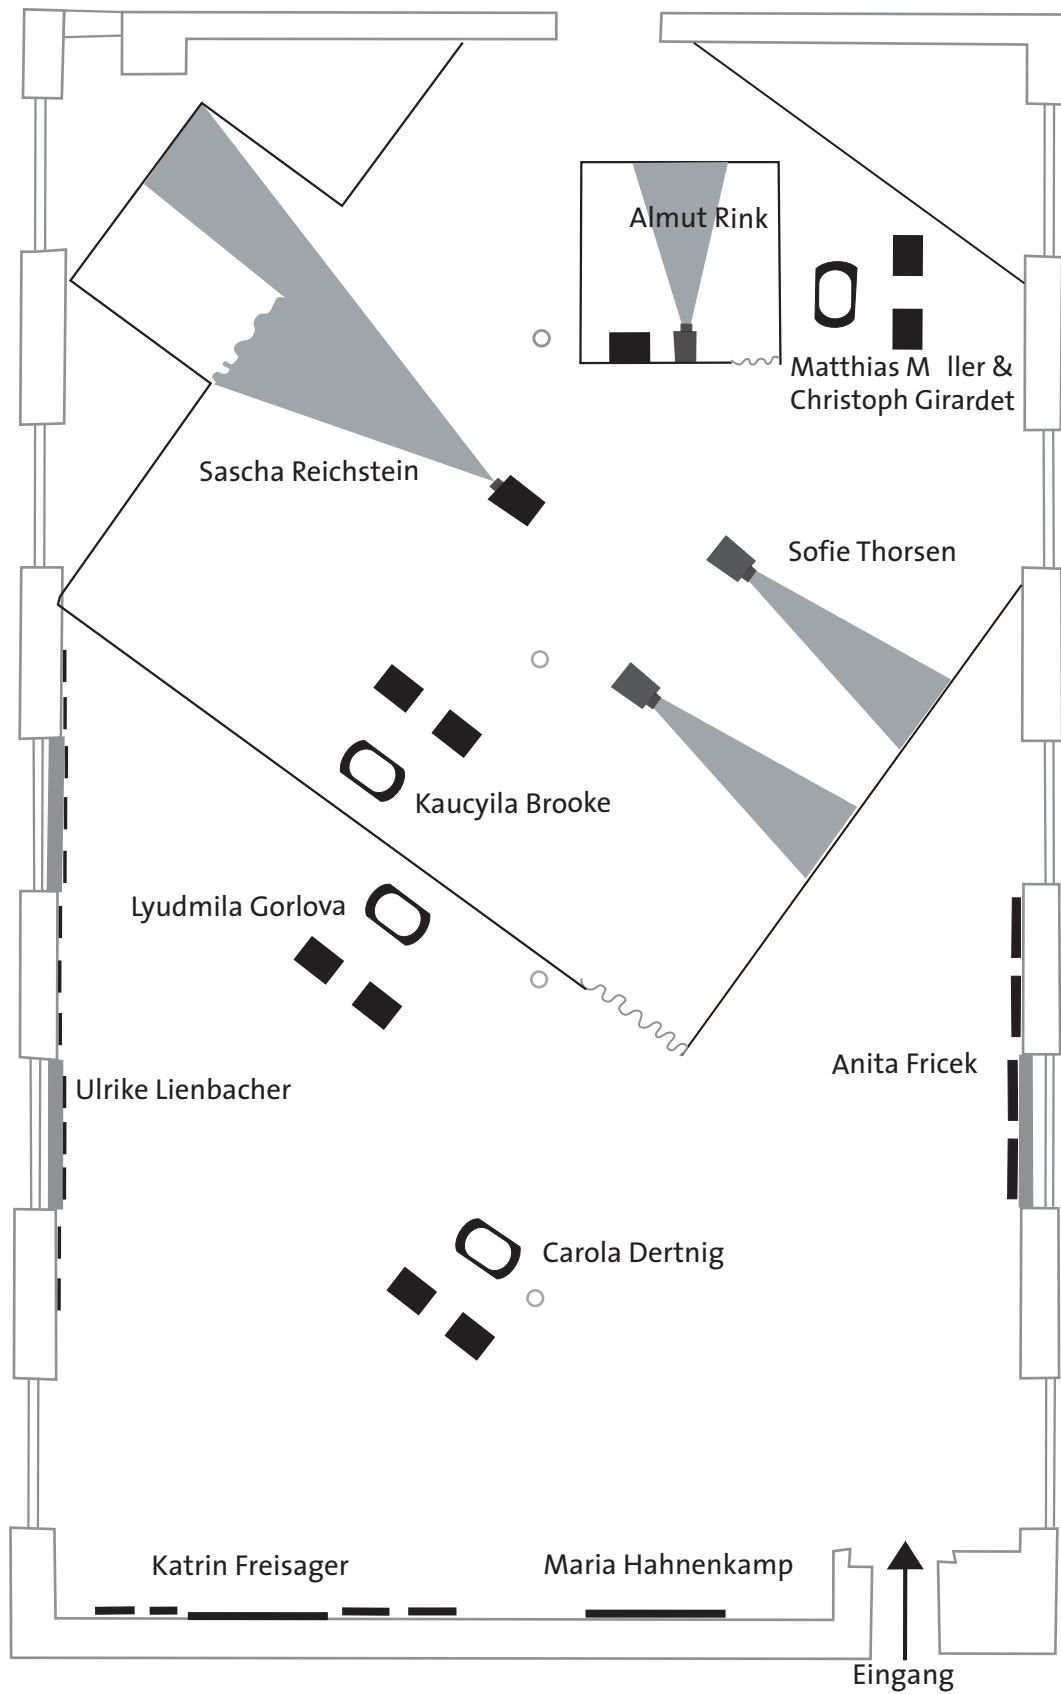 Almut Rink
Matthias M ller &
Christoph Girardet
Sascha Reichstein
Sofie Thorsen
Kaucyila Brooke
Lyudmila Gorlova
Anita Fricek
Ulrike Lienbacher
Carola Dertnig
Katrin Freisager
Maria Hahnenkamp
Eingang